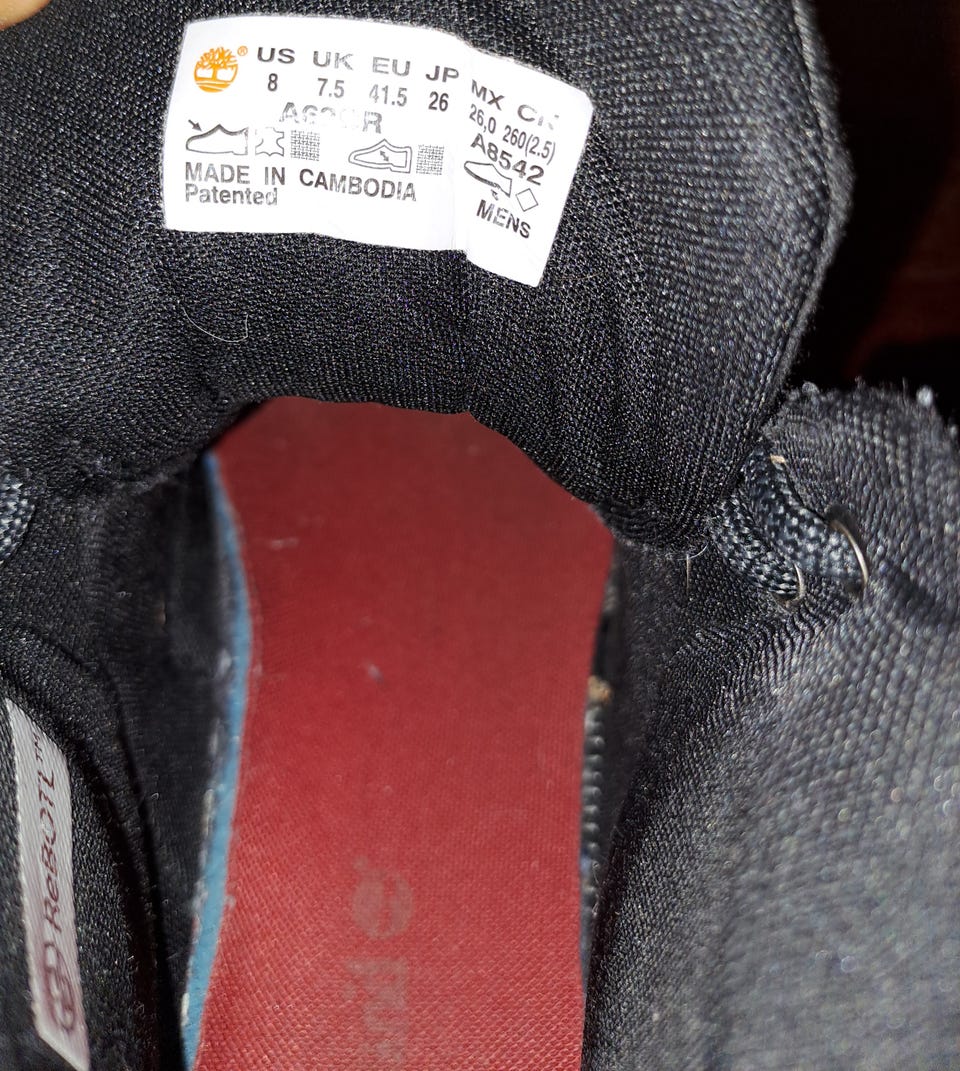 US UK EU JP MX
8 7.5 41.5 26 26,0 260(2.5)
A8542
MADE IN CAMBODIA
Patented
MENS
ReBOTL™